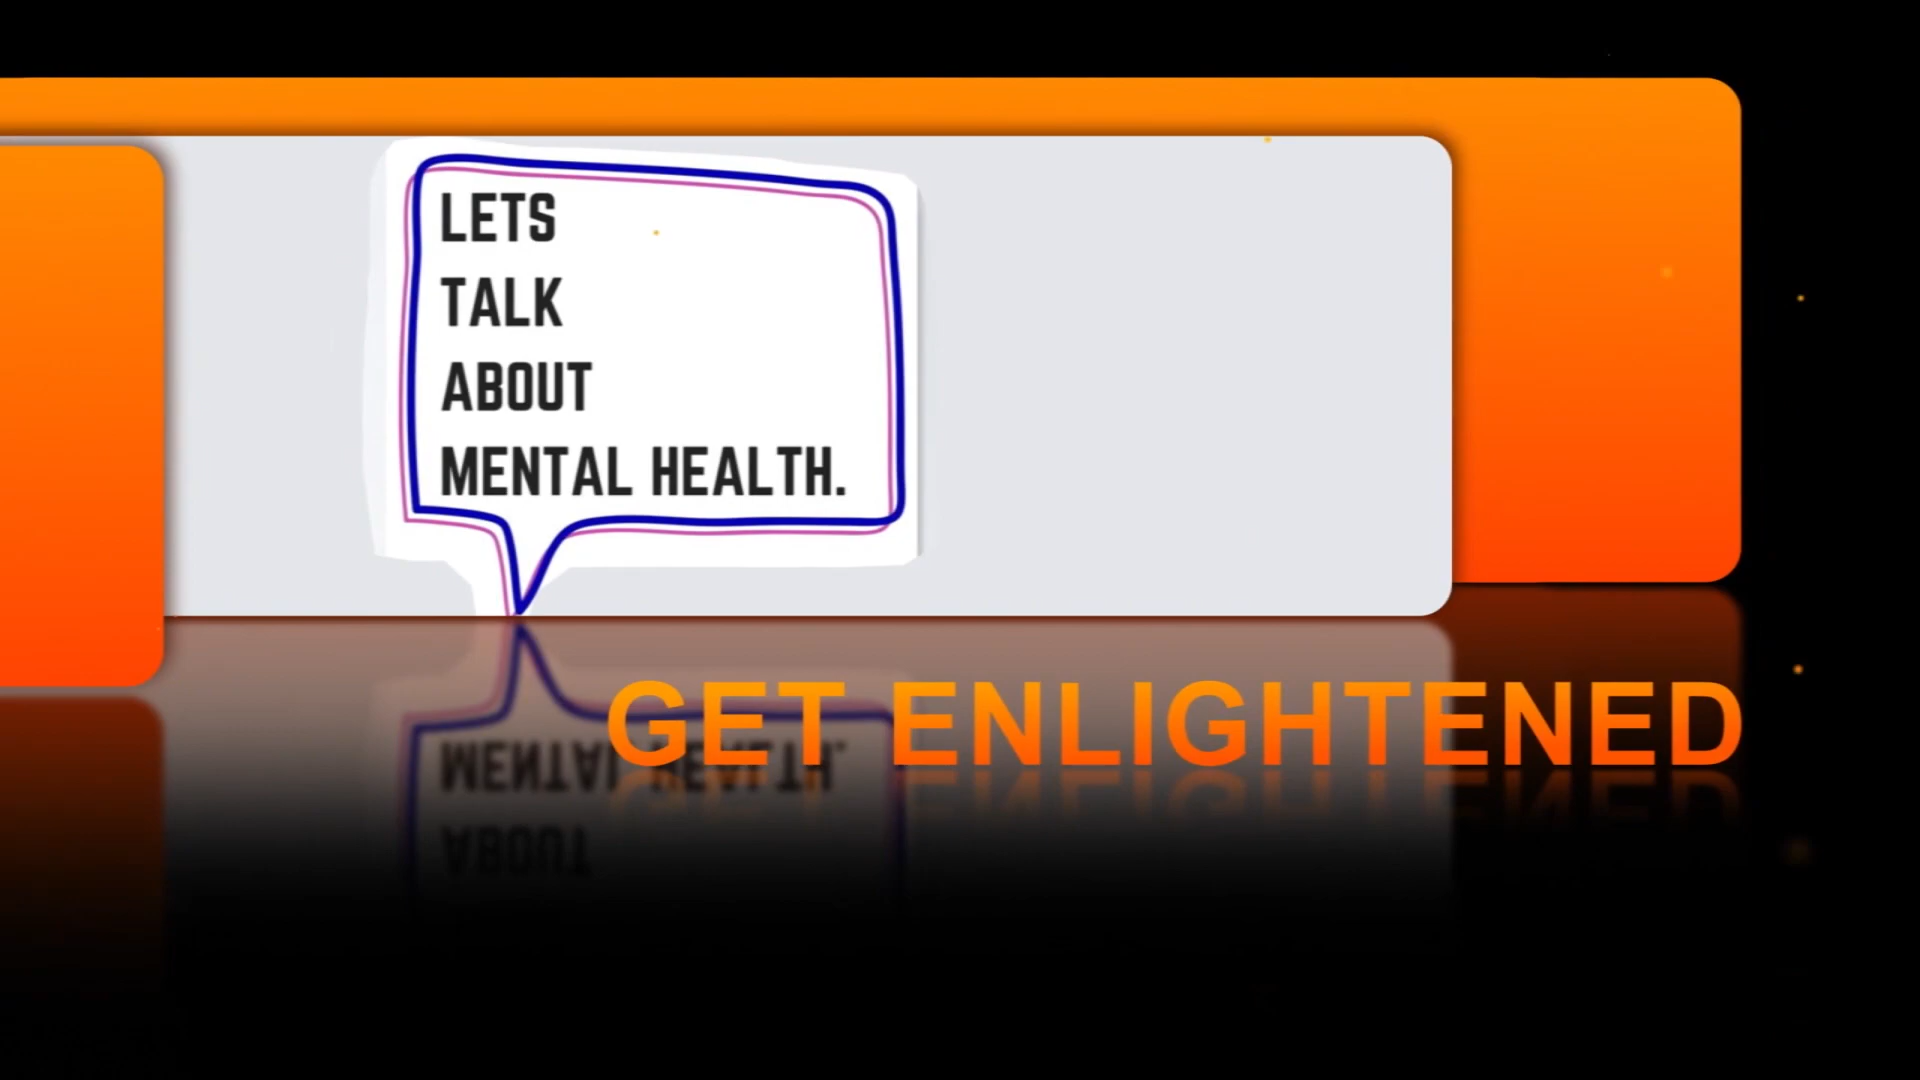 LETS
TALK
ABOUT
MENTAL HEALTH.
GET ENLIGHTENED